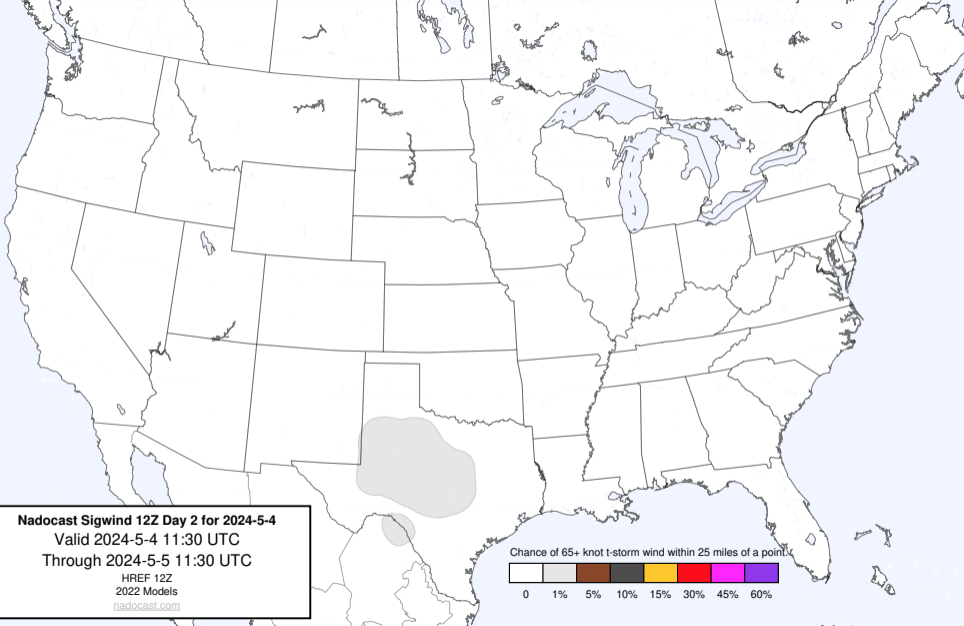 Nadocast Sigwind 12Z Day 2 for 2024-5-4
Valid 2024-5-4 11:30 UTC
Through 2024-5-5 11:30 UTC
HREF 12Z
2022 Models
nadocast.com
Chance of 65+ knot t-storm wind within 25 miles of a point.
0 1% 5% 10% 15% 30% 45% 60%